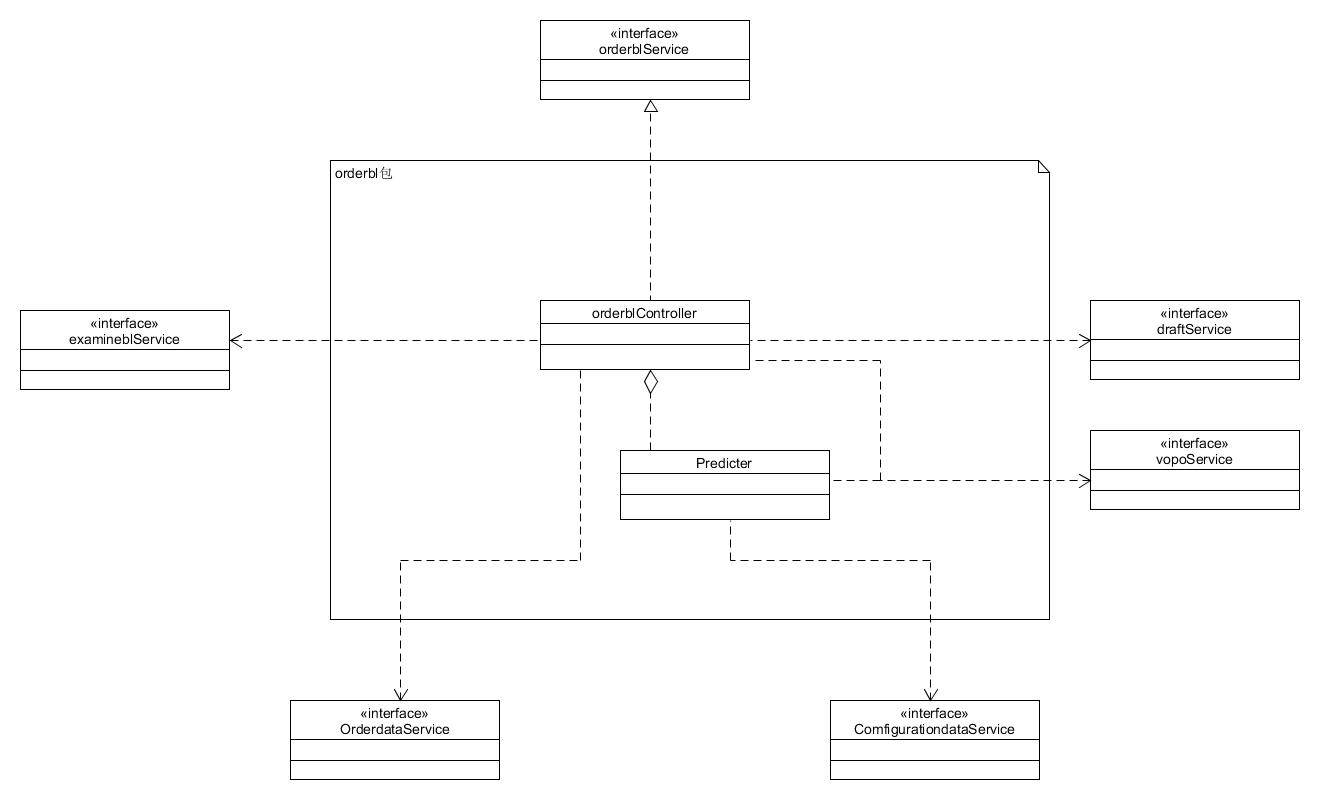 «interface»
orderblService
orderbl包
orderblController
«interface»
examineblService
«interface»
draftService
«interface»
vopoService
Predicter
«interface»
OrderdataService
«interface»
ComfigurationdataService